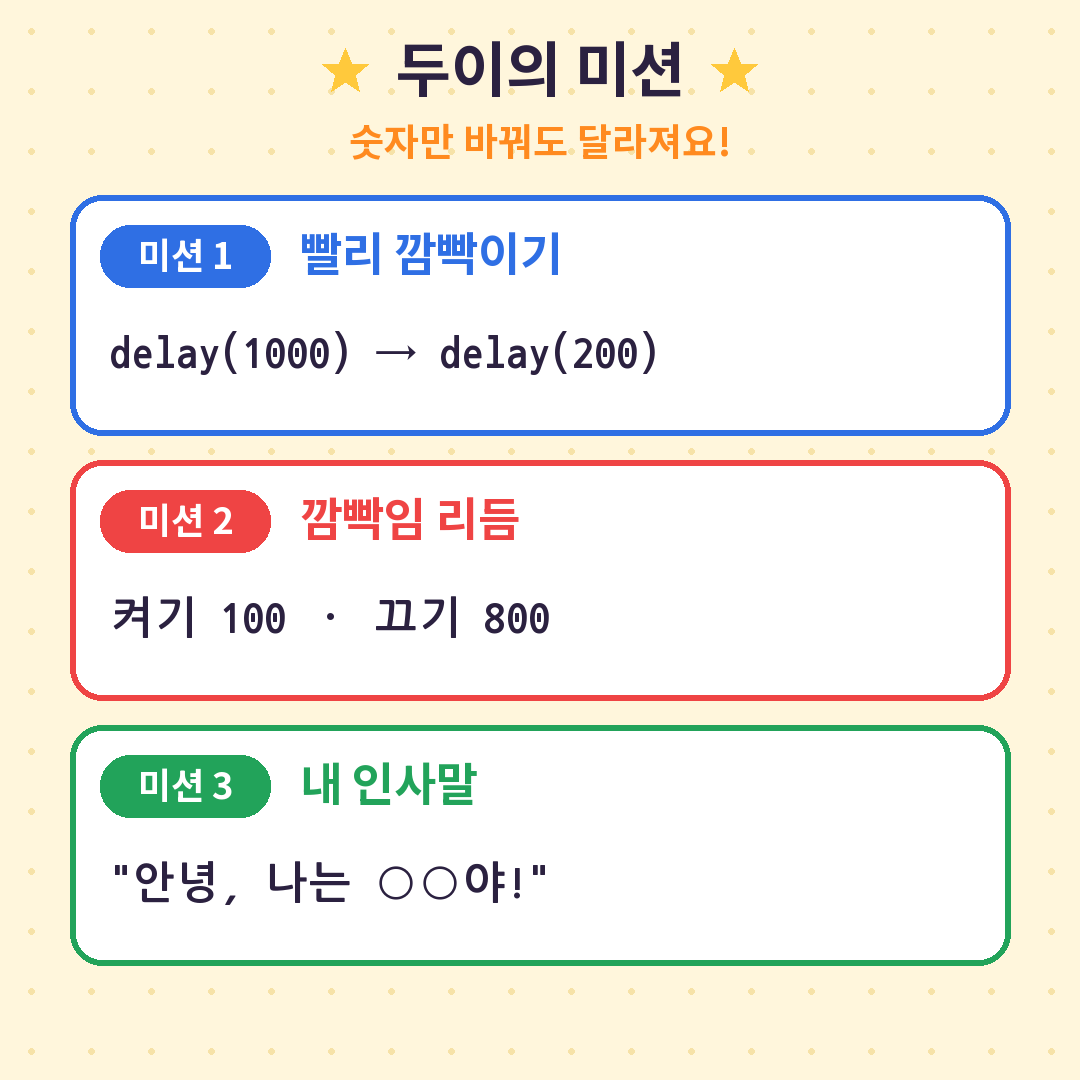 ★ 두이의 미션 ★
숫자만 바꿔도 달라져요!
미션 1 빨리 깜빡이기
delay(1000) → delay(200)
미션 2 깜빡임 리듬
켜기 100 · 끄기 800
미션 3 내 인사말
"안녕, 나는 ○○야!"